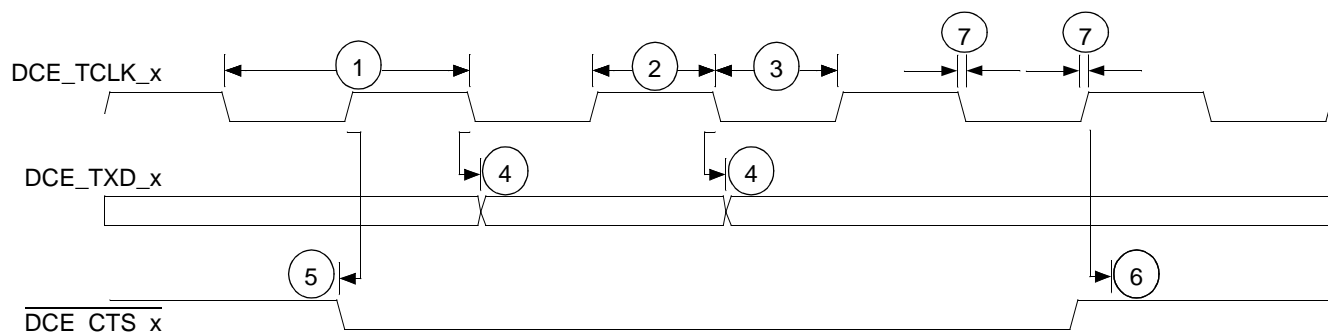 7 7
DCE_TCLK_x 1 2 3
DCE_TXD_x 4 4
5 6
DCE_CTS_x